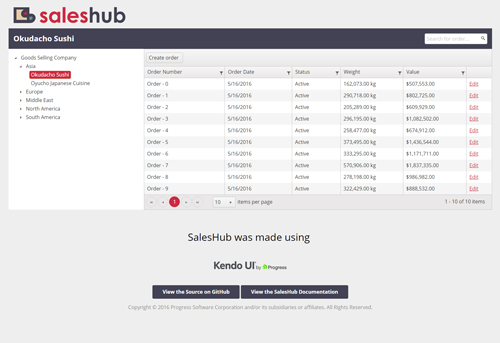 saleshub
Okudacho Sushi
Search for order...
Goods Selling Company
Asia
Okudacho Sushi
Oyucho Japanese Cuisine
Europe
Middle East
North America
South America
Create order
Order Number Order Date Status Weight Value
Order - 0 5/16/2016 Active 162,073.00 kg $507,553.00 Edit
Order - 1 5/16/2016 Active 290,718.00 kg $802,725.00 Edit
Order - 2 5/16/2016 Active 205,289.00 kg $609,929.00 Edit
Order - 3 5/16/2016 Active 296,195.00 kg $1,082,502.00 Edit
Order - 4 5/16/2016 Active 258,477.00 kg $674,912.00 Edit
Order - 5 5/16/2016 Active 373,495.00 kg $1,436,544.00 Edit
Order - 6 5/16/2016 Active 333,295.00 kg $1,171,711.00 Edit
Order - 7 5/16/2016 Active 570,906.00 kg $1,837,335.00 Edit
Order - 8 5/16/2016 Active 278,198.00 kg $986,982.00 Edit
Order - 9 5/16/2016 Active 322,429.00 kg $888,532.00 Edit
1 10 items per page 1 - 10 of 10 items
SalesHub was made using
Kendo UI by Progress
View the Source on GitHub View the SalesHub Documentation
Copyright © 2016 Progress Software Corporation and/or its subsidiaries or affiliates. All Rights Reserved.